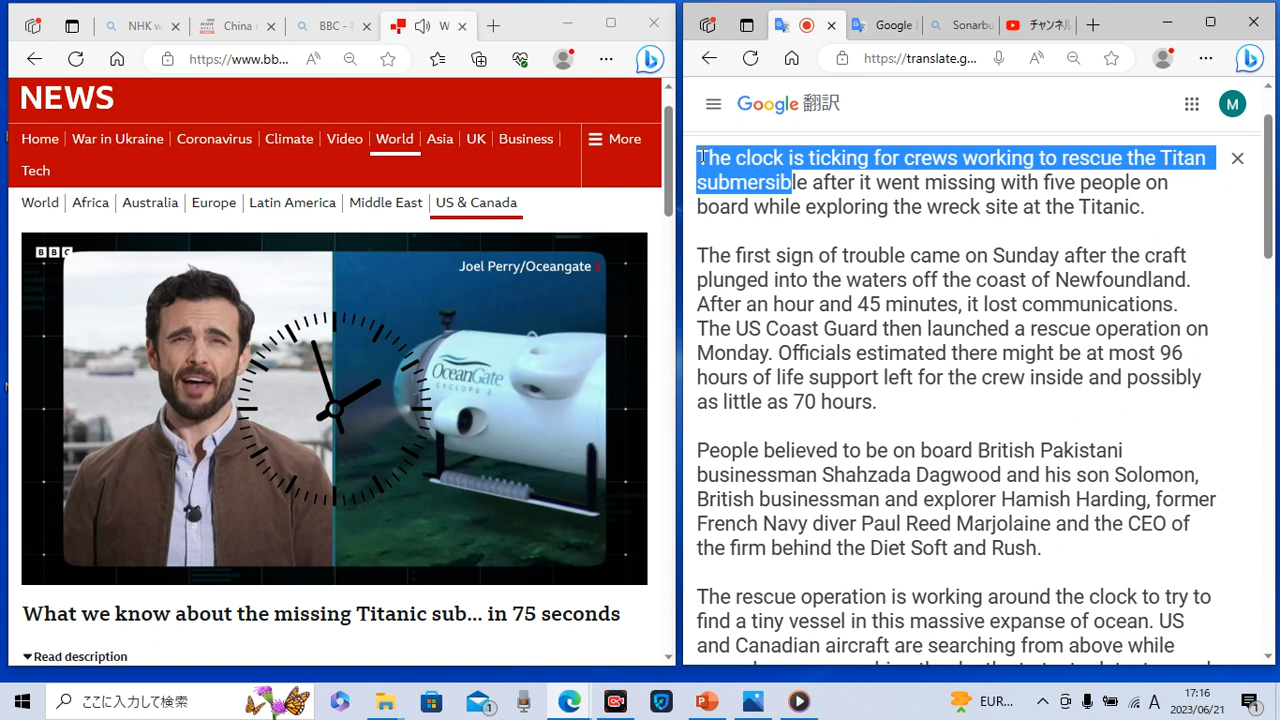 NHK w
China
BBC - 
W
https://www.bb...
NEWS
Home
War in Ukraine
Coronavirus
Climate
Video
World
Asia
UK
Business
More
Tech
World
Africa
Australia
Europe
Latin America
Middle East
US & Canada
BBC
Joel Perry/Oceangate
OceanGate
CYCLOPS 2
What we know about the missing Titanic sub... in 75 seconds
Read description
Google
Sonarbu
チャンネル
https://translate.g...
Google 翻訳
M
The clock is ticking for crews working to rescue the Titan
submersible after it went missing with five people on
board while exploring the wreck site at the Titanic.
The first sign of trouble came on Sunday after the craft
plunged into the waters off the coast of Newfoundland.
After an hour and 45 minutes, it lost communications.
The US Coast Guard then launched a rescue operation on
Monday. Officials estimated there might be at most 96
hours of life support left for the crew inside and possibly
as little as 70 hours.
People believed to be on board British Pakistani
businessman Shahzada Dagwood and his son Solomon,
British businessman and explorer Hamish Harding, former
French Navy diver Paul Reed Marjolaine and the CEO of
the firm behind the Diet Soft and Rush.
The rescue operation is working around the clock to try to
find a tiny vessel in this massive expanse of ocean. US
and Canadian aircraft are searching from above while
ここに入力して検索
1
EUR...
A
17:16
2023/06/21
1